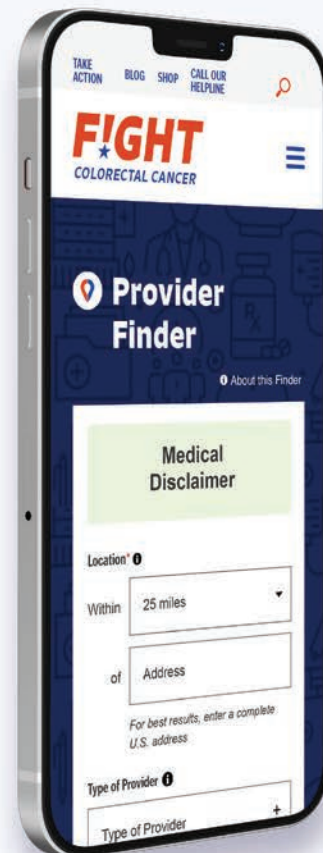 TAKE ACTION BLOG SHOP CALL OUR HELPLINE
F!GHT
COLORECTAL CANCER
Provider
Finder
About this Finder
Medical
Disclaimer
Location*
Within 25 miles
of Address
For best results, enter a complete
U.S. address
Type of Provider
Type of Provider +